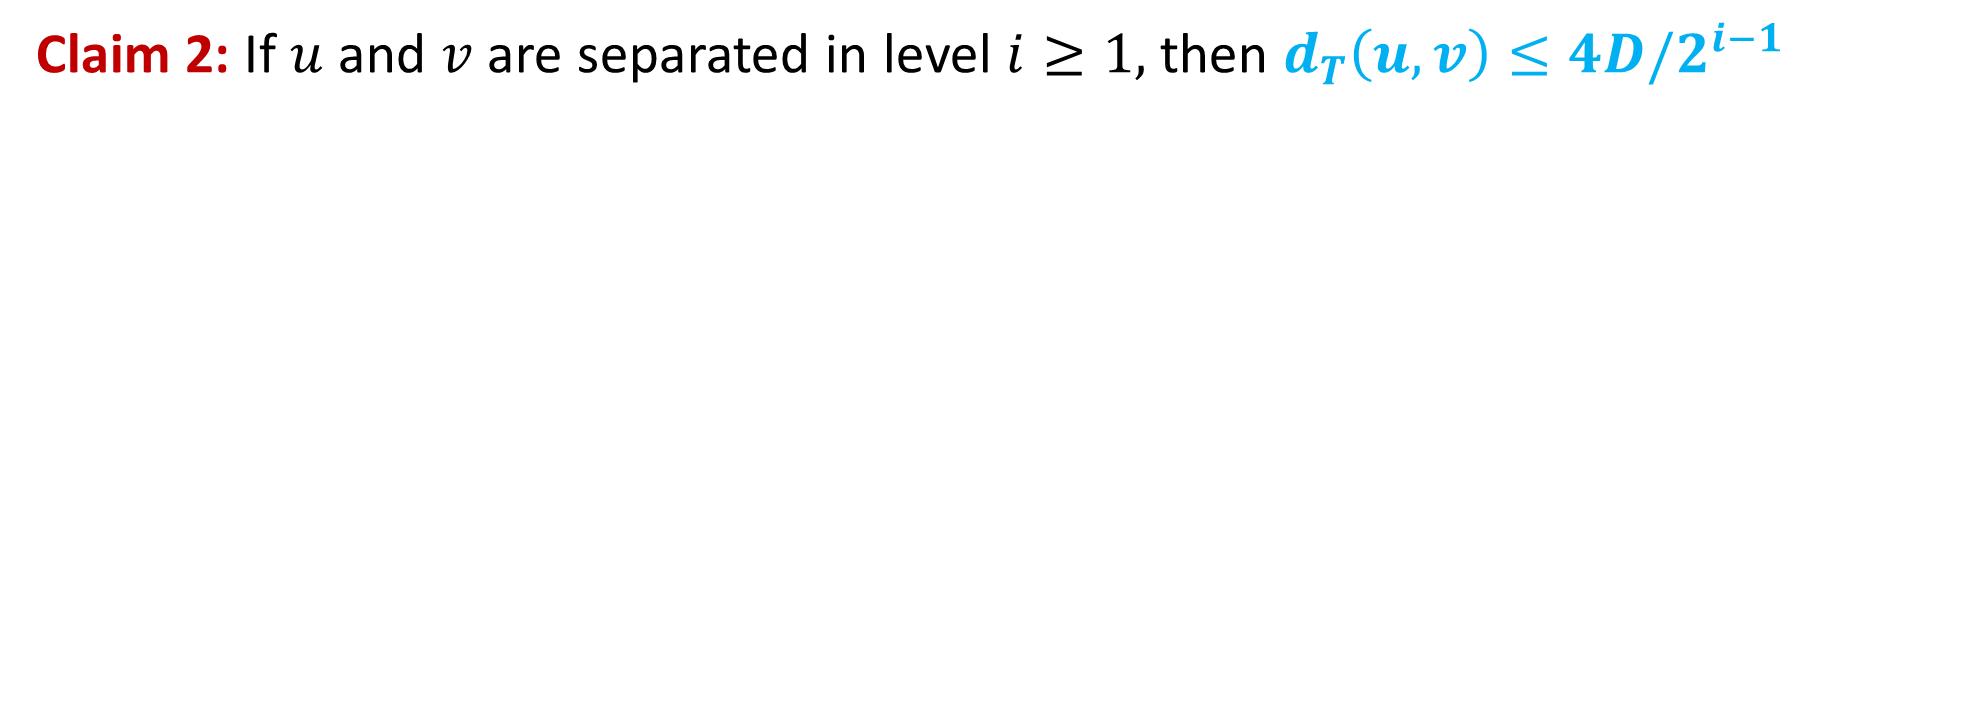 Claim 2: If u and v are separated in level i ≥ 1, then d_T(u, v) ≤ 4D/2^{i−1}